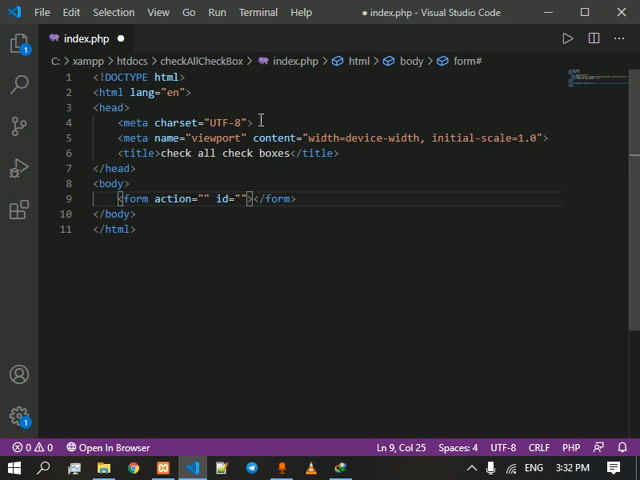 File Edit Selection View Go Run Terminal Help ● index.php - Visual Studio Code
index.php ●
C: > xampp > htdocs > checkAllCheckBox > index.php > html > body > form#
1 <!DOCTYPE html>
2 <html lang="en">
3 <head>
4 <meta charset="UTF-8">
5 <meta name="viewport" content="width=device-width, initial-scale=1.0">
6 <title>check all check boxes</title>
7 </head>
8 <body>
9 <form action="" id=""></form>
10 </body>
11 </html>
1
1
0 0 Open In Browser Ln 9, Col 25 Spaces: 4 UTF-8 CRLF PHP
ENG 3:32 PM